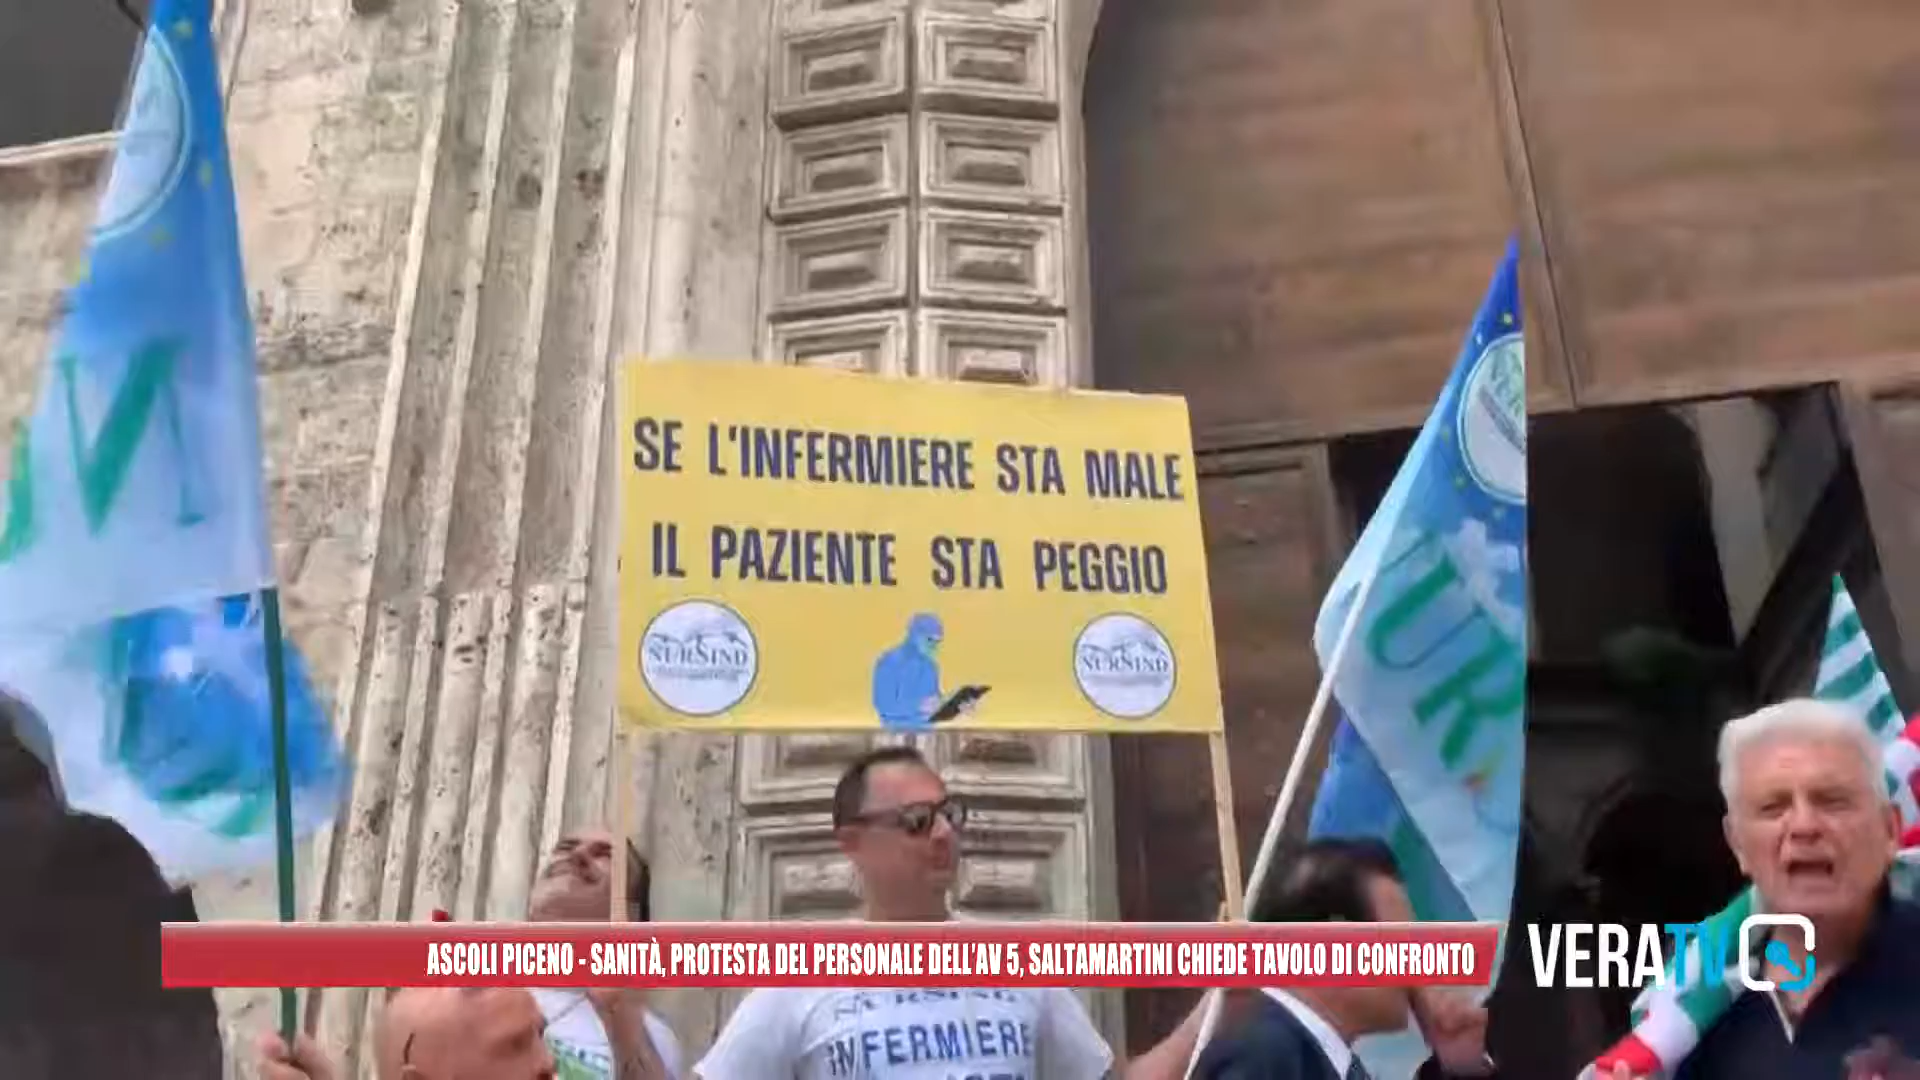 SE L'INFERMIERE STA MALE
IL PAZIENTE STA PEGGIO
NURSIND
NURSIND
ASCOLI PICENO - SANITÀ, PROTESTA DEL PERSONALE DELL'AV 5, SALTAMARTINI CHIEDE TAVOLO DI CONFRONTO
VERATV
NURSIND
INFERMIERE